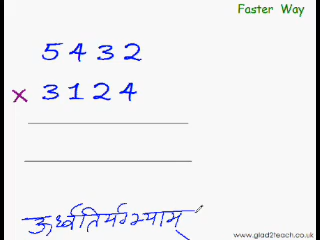 Faster Way
5432
× 3124
ऊर्ध्वतिर्यग्भ्याम्
www.glad2teach.co.uk